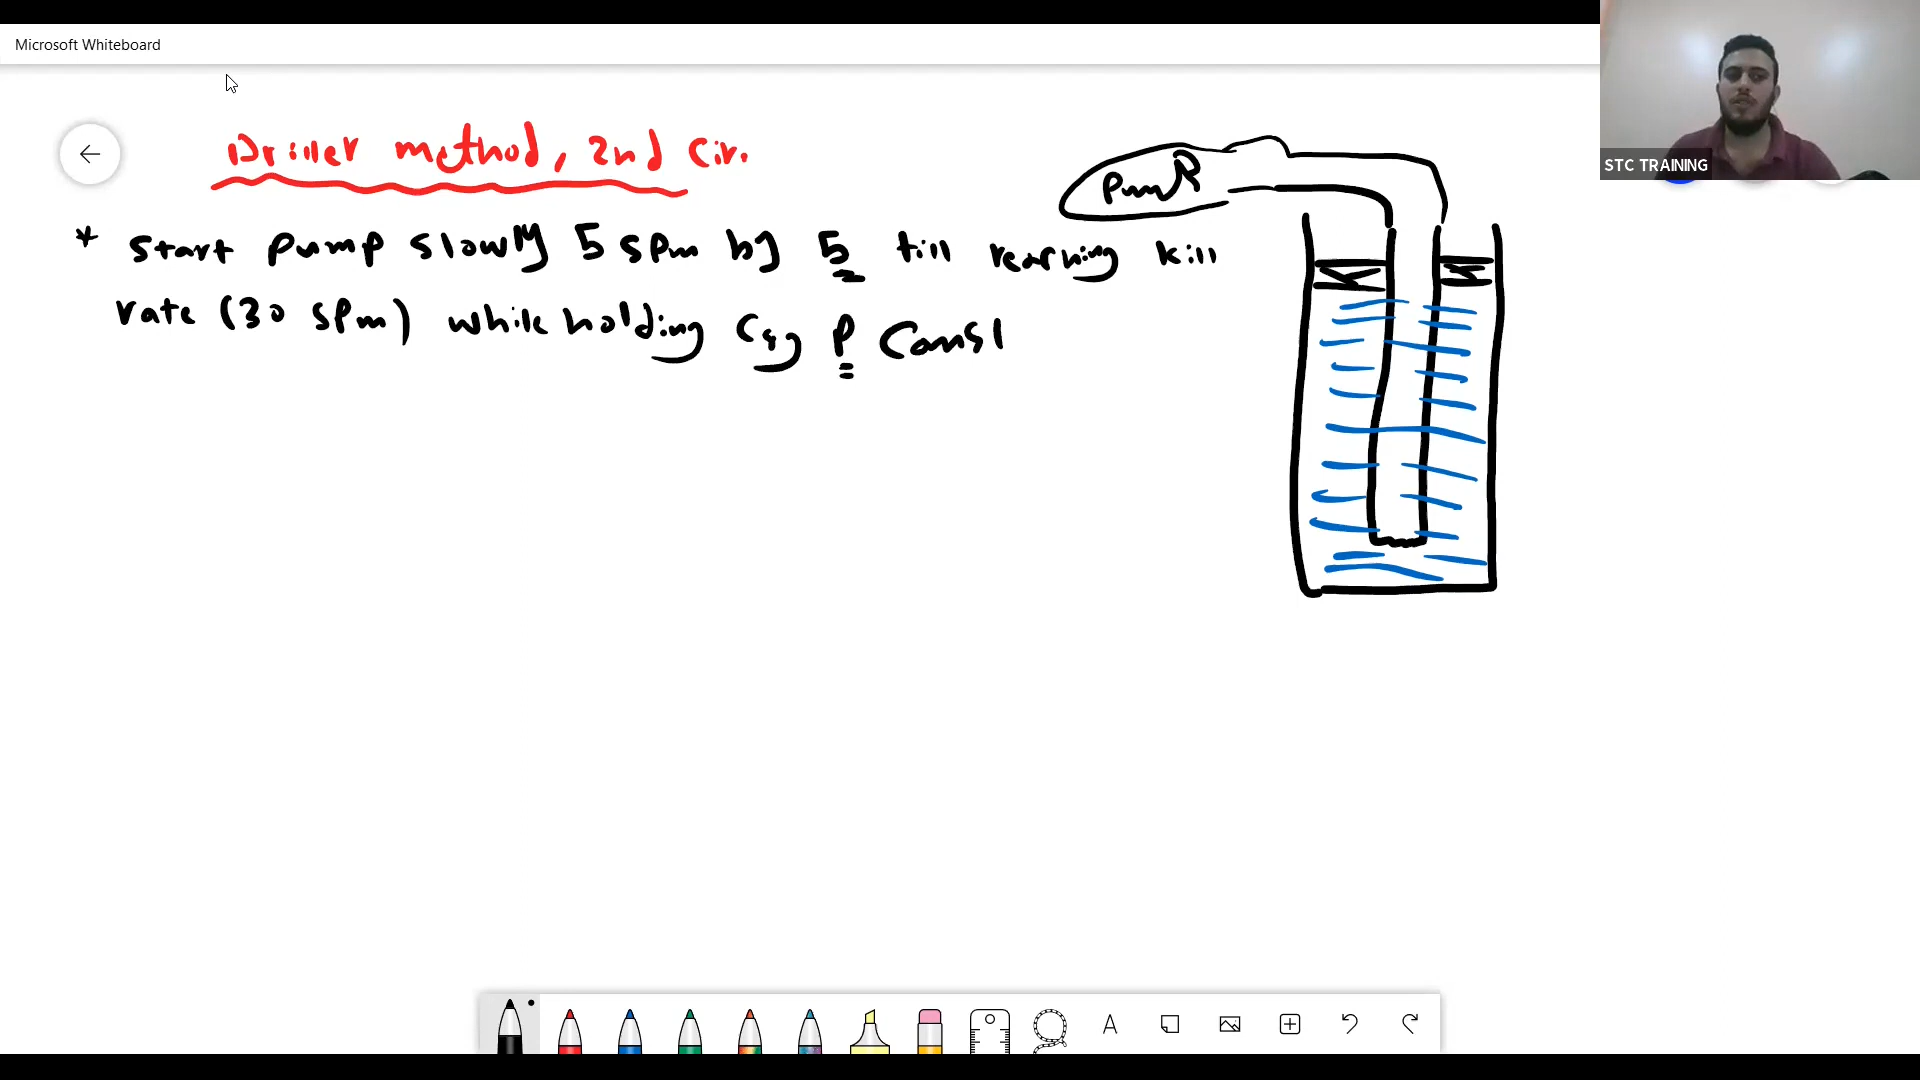 Microsoft Whiteboard
STC TRAINING
Driller method, 2nd Cir.
Pump
* Start pump slowly 5 spm by 5 till reaching kill
rate (30 spm) while holding Csg P Const
A